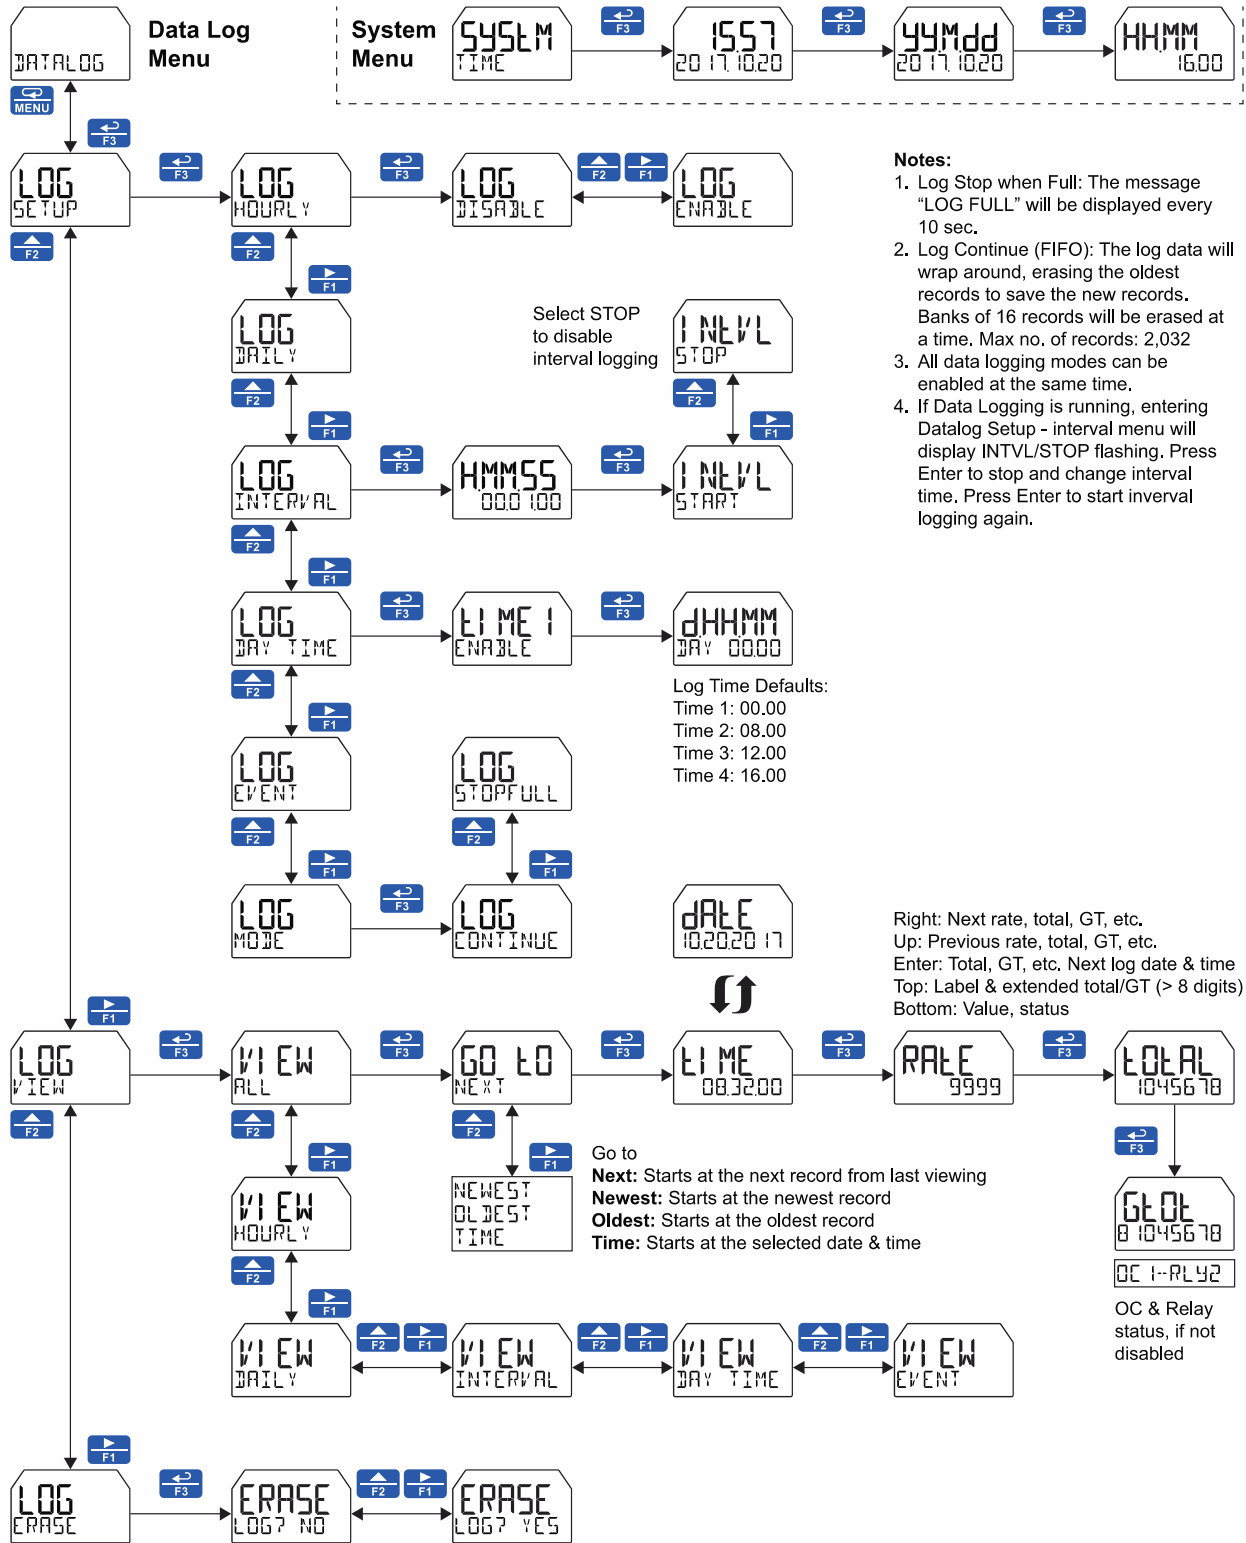 DATALOG
Data Log
Menu
System
Menu
SYStM
TIME
15.57
2017.10.20
YY.Mdd
2017.10.20
HH.MM
16.00
F3
F3
F3
MENU
F3
LOG
SETUP
F3
LOG
HOURLY
F3
LOG
DISABLE
F2
F1
LOG
ENABLE
F2
F2
F1
Notes:
1. Log Stop when Full: The message
“LOG FULL” will be displayed every
10 sec.
2. Log Continue (FIFO): The log data will
wrap around, erasing the oldest
records to save the new records.
Banks of 16 records will be erased at
a time. Max no. of records: 2,032
3. All data logging modes can be
enabled at the same time.
4. If Data Logging is running, entering
Datalog Setup - interval menu will
display INTVL/STOP flashing. Press
Enter to stop and change interval
time. Press Enter to start inverval
logging again.
LOG
DAILY
F2
F1
Select STOP
to disable
interval logging
INtVL
STOP
F2
F1
LOG
INTERVAL
F3
H.MM.SS
00.01.00
F3
INtVL
START
F2
F1
LOG
DAY TIME
F3
tIME1
ENABLE
F3
d.HH.MM
DAY 00.00
F2
F1
Log Time Defaults:
Time 1: 00.00
Time 2: 08.00
Time 3: 12.00
Time 4: 16.00
LOG
EVENT
F2
F1
LOG
STOPFULL
F2
F1
LOG
MODE
F3
LOG
CONTINUE
dAtE
10.20.2017
Right: Next rate, total, GT, etc.
Up: Previous rate, total, GT, etc.
Enter: Total, GT, etc. Next log date & time
Top: Label & extended total/GT (> 8 digits)
Bottom: Value, status
F1
LOG
VIEW
F3
VIEW
ALL
F3
GO tO
NEXT
F3
tIME
08.32.00
F3
RAtE
9999
F3
tOtAL
1045678
F2
F2
F1
F2
F1
F3
NEWEST
OLDEST
TIME
Go to
Next: Starts at the next record from last viewing
Newest: Starts at the newest record
Oldest: Starts at the oldest record
Time: Starts at the selected date & time
GtOt
81045678
OC1--RLY2
OC & Relay
status, if not
disabled
VIEW
HOURLY
F2
F1
VIEW
DAILY
F2
F1
VIEW
INTERVAL
F2
F1
VIEW
DAY TIME
F2
F1
VIEW
EVENT
F1
LOG
ERASE
F3
ERASE
LOG? NO
F2
F1
ERASE
LOG? YES